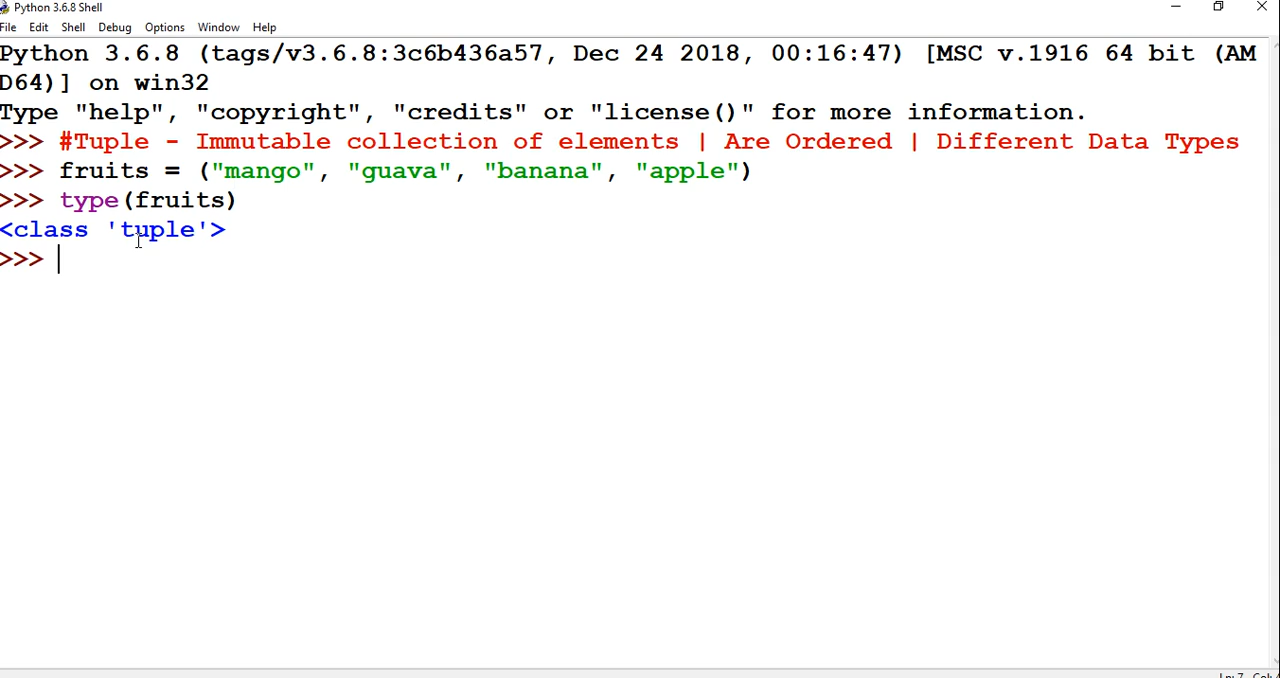 Python 3.6.8 Shell
File Edit Shell Debug Options Window Help
Python 3.6.8 (tags/v3.6.8:3c6b436a57, Dec 24 2018, 00:16:47) [MSC v.1916 64 bit (AM
D64)] on win32
Type "help", "copyright", "credits" or "license()" for more information.
>>> #Tuple - Immutable collection of elements | Are Ordered | Different Data Types
>>> fruits = ("mango", "guava", "banana", "apple")
>>> type(fruits)
<class 'tuple'>
>>>